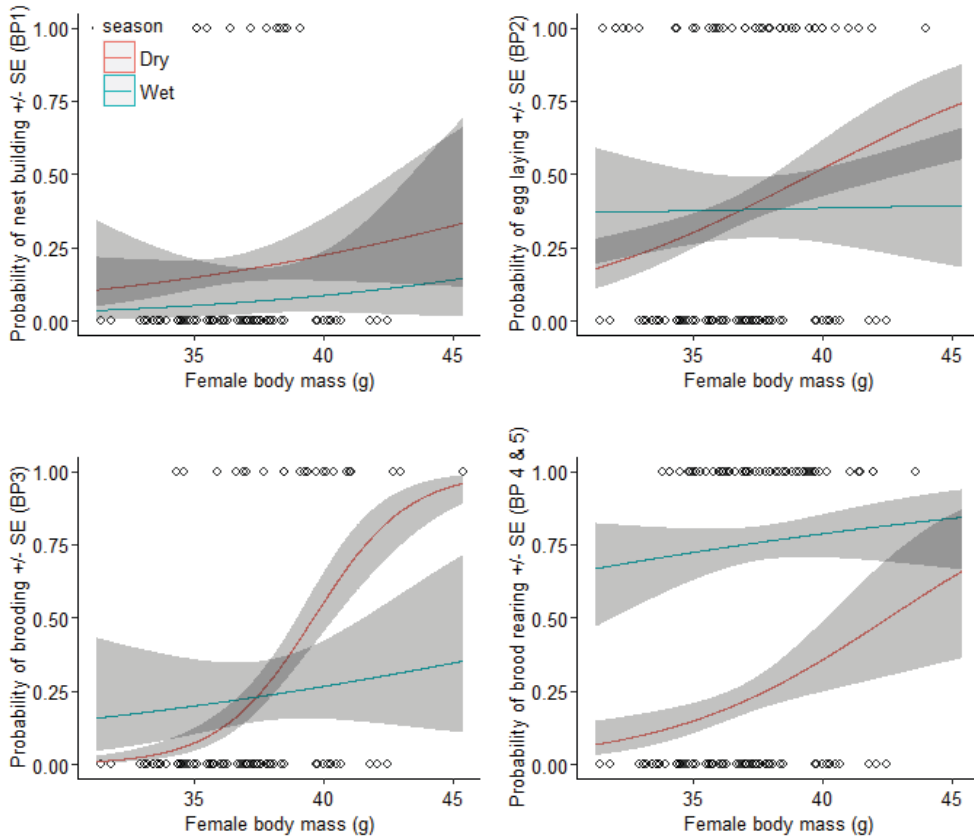 Probability of nest building +/- SE (BP1)
1.00
0.75
0.50
0.25
0.00
season
Dry
Wet
35
40
45
Female body mass (g)
Probability of egg laying +/- SE (BP2)
1.00
0.75
0.50
0.25
0.00
35
40
45
Female body mass (g)
Probability of brooding +/- SE (BP3)
1.00
0.75
0.50
0.25
0.00
35
40
45
Female body mass (g)
Probability of brood rearing +/- SE (BP 4 & 5)
1.00
0.75
0.50
0.25
0.00
35
40
45
Female body mass (g)